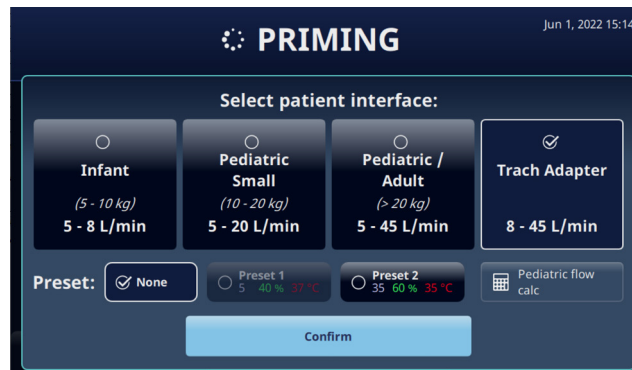 PRIMING
Jun 1, 2022 15:14
Select patient interface:
Infant
(5 - 10 kg)
5 - 8 L/min
Pediatric
Small
(10 - 20 kg)
5 - 20 L/min
Pediatric /
Adult
(> 20 kg)
5 - 45 L/min
Trach Adapter
8 - 45 L/min
Preset:
None
Preset 1
5 40 % 37 °C
Preset 2
35 60 % 35 °C
Pediatric flow
calc
Confirm